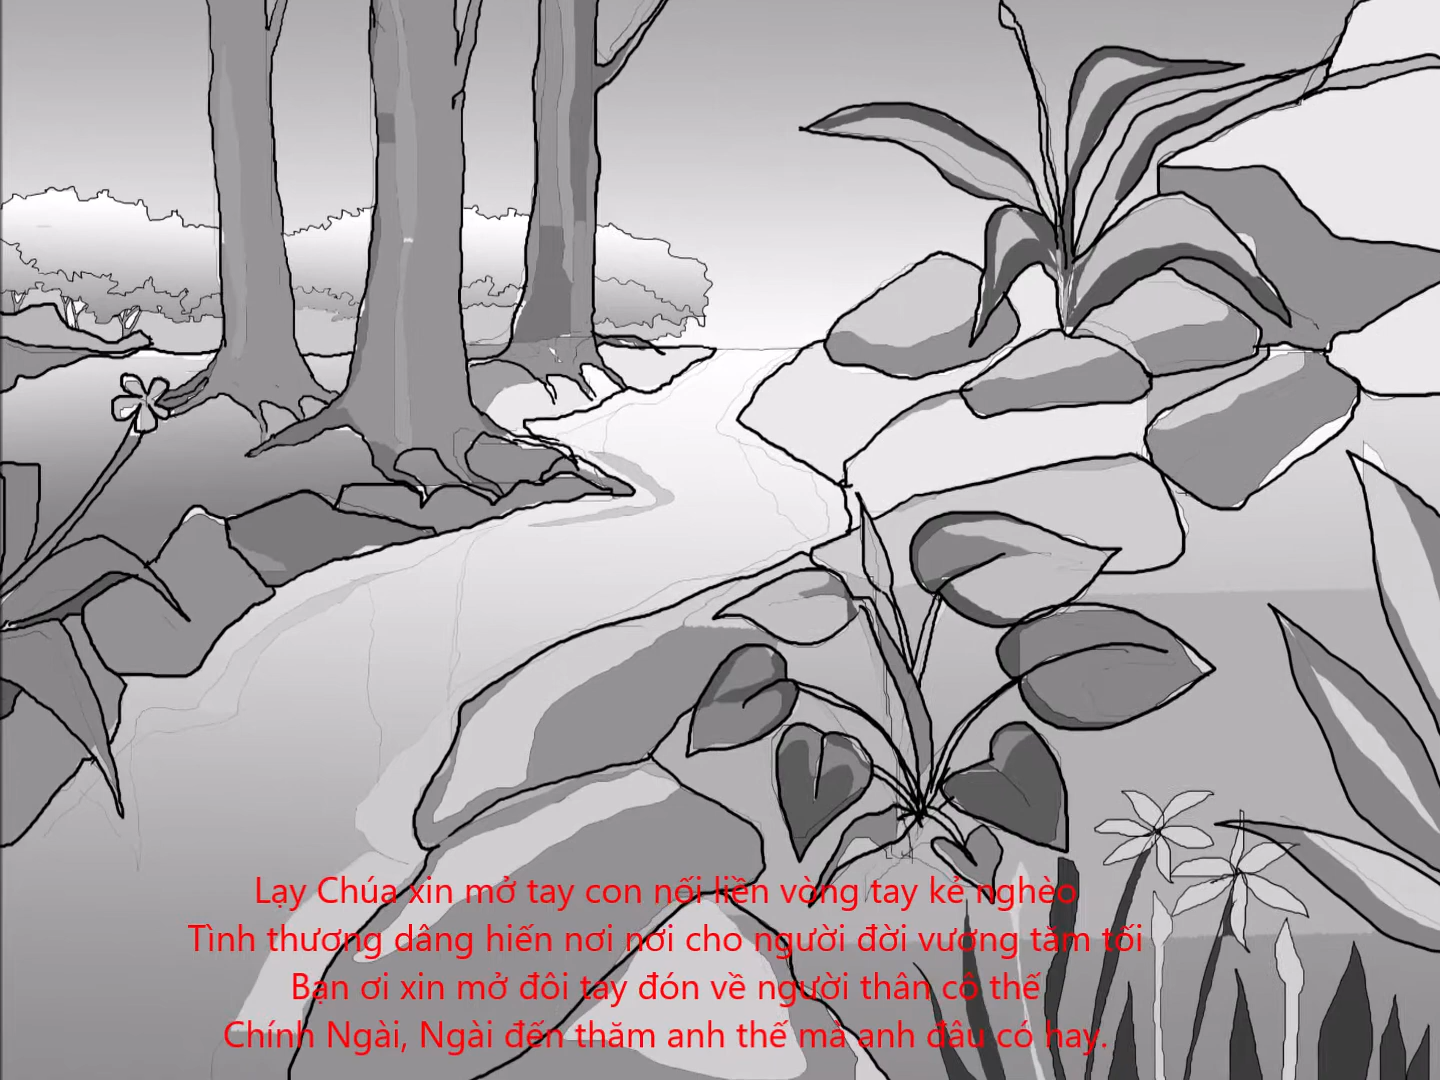 Lạy Chúa xin mở tay con nối liền vòng tay kẻ nghèo
Tình thương dâng hiến nơi nơi cho người đời vương tăm tối
Bạn ơi xin mở đôi tay đón về người thân cô thế
Chính Ngài, Ngài đến thăm anh thế mà anh đâu có hay.